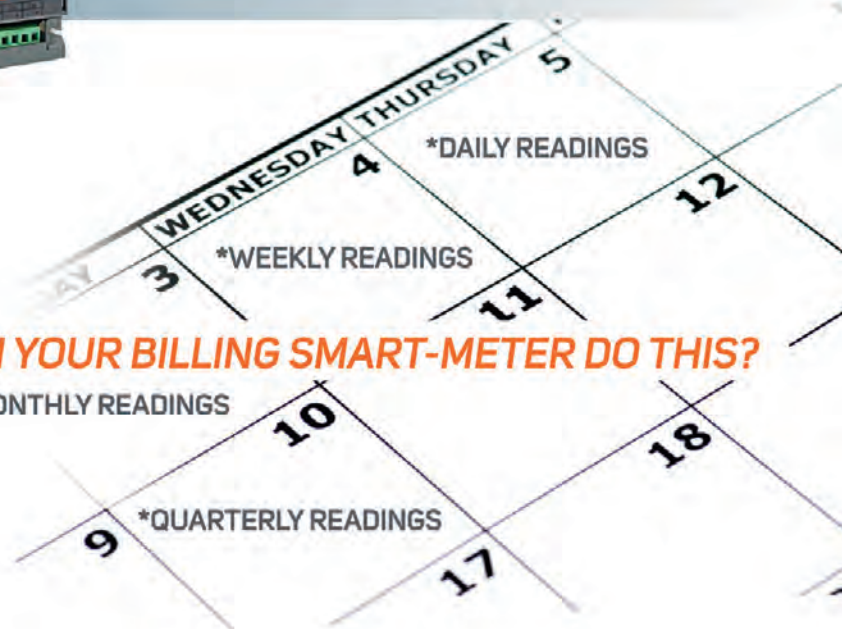 THURSDAY
5
WEDNESDAY
4
*DAILY READINGS
12
AY
3
*WEEKLY READINGS
11
YOUR BILLING SMART-METER DO THIS?
ONTHLY READINGS
10
18
*QUARTERLY READINGS
9
17